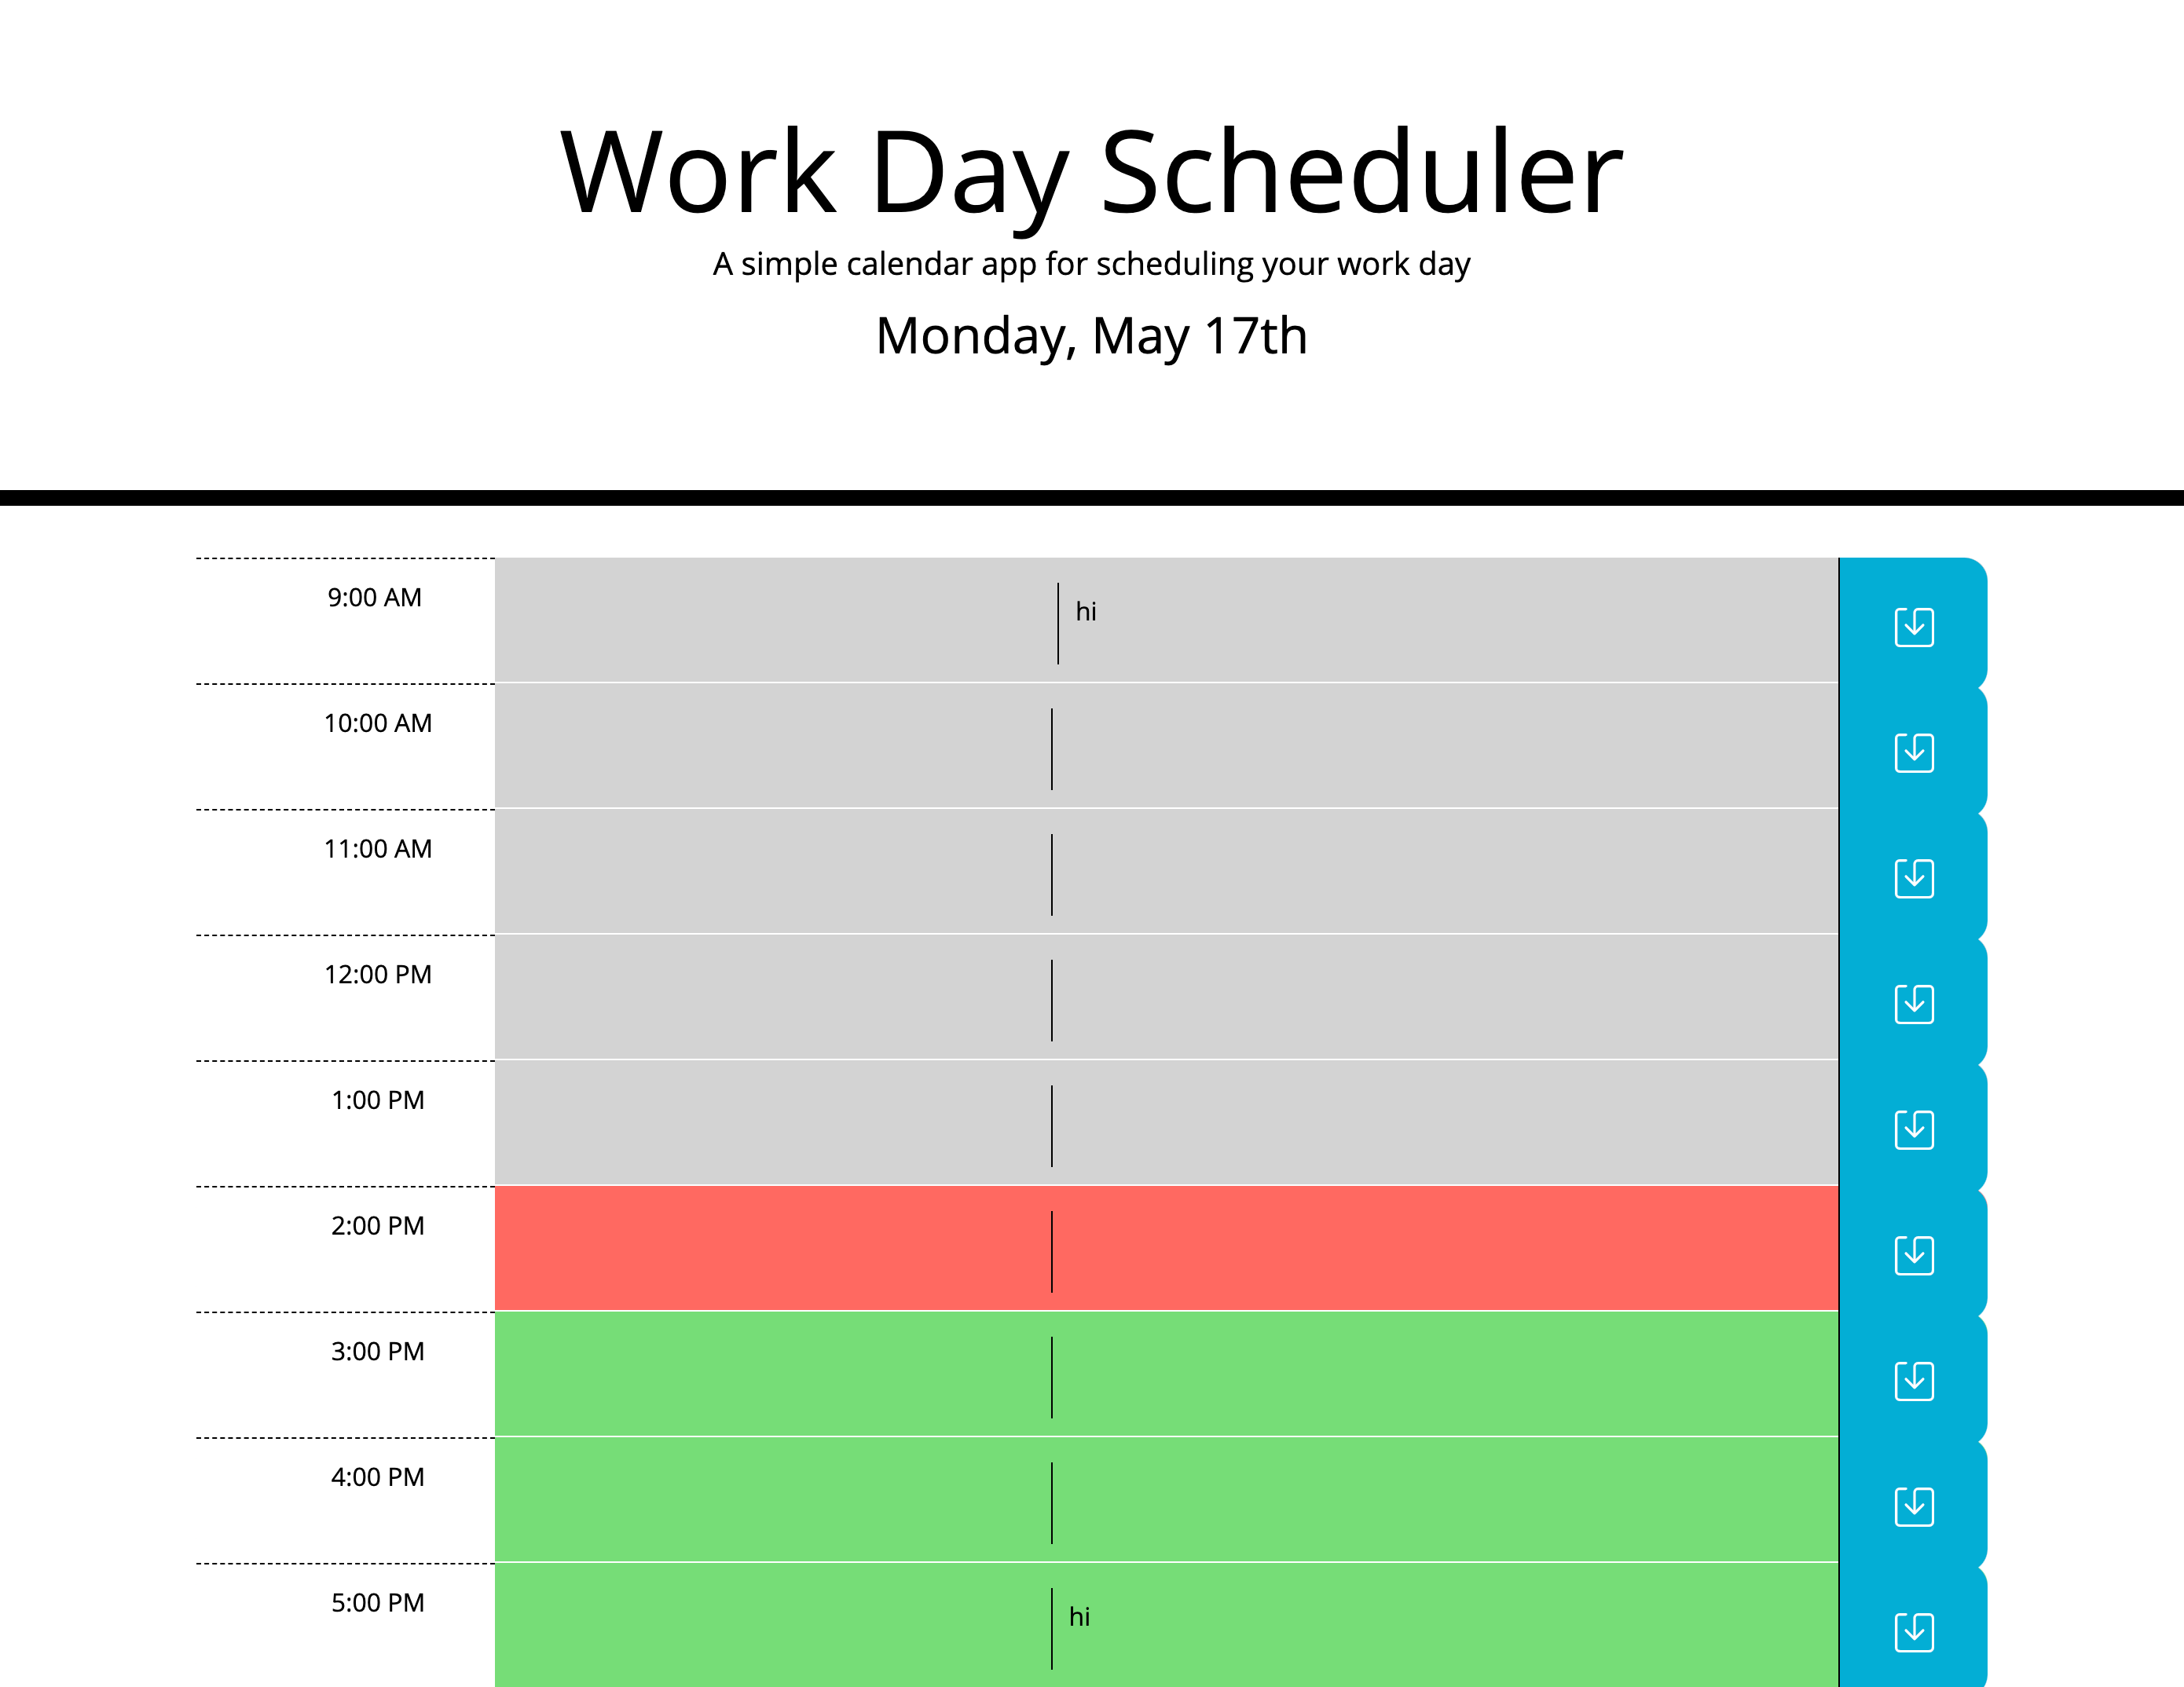 Work Day Scheduler
A simple calendar app for scheduling your work day
Monday, May 17th
9:00 AM
hi
10:00 AM
11:00 AM
12:00 PM
1:00 PM
2:00 PM
3:00 PM
4:00 PM
5:00 PM
hi